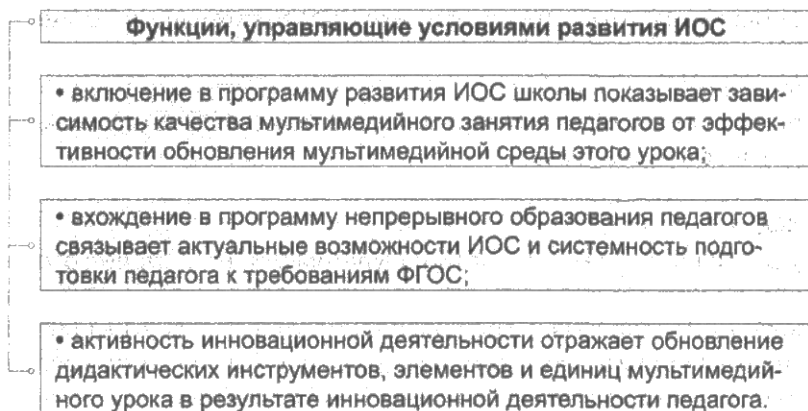 Функции, управляющие условиями развития ИОС
• включение в программу развития ИОС школы показывает зави-
симость качества мультимедийного занятия педагогов от эффек-
тивности обновления мультимедийной среды этого урока;
• вхождение в программу непрерывного образования педагогов
связывает актуальные возможности ИОС и системность подго-
товки педагога к требованиям ФГОС;
• активность инновационной деятельности отражает обновление
дидактических инструментов, элементов и единиц мультимедий-
ного урока в результате инновационной деятельности педагога.